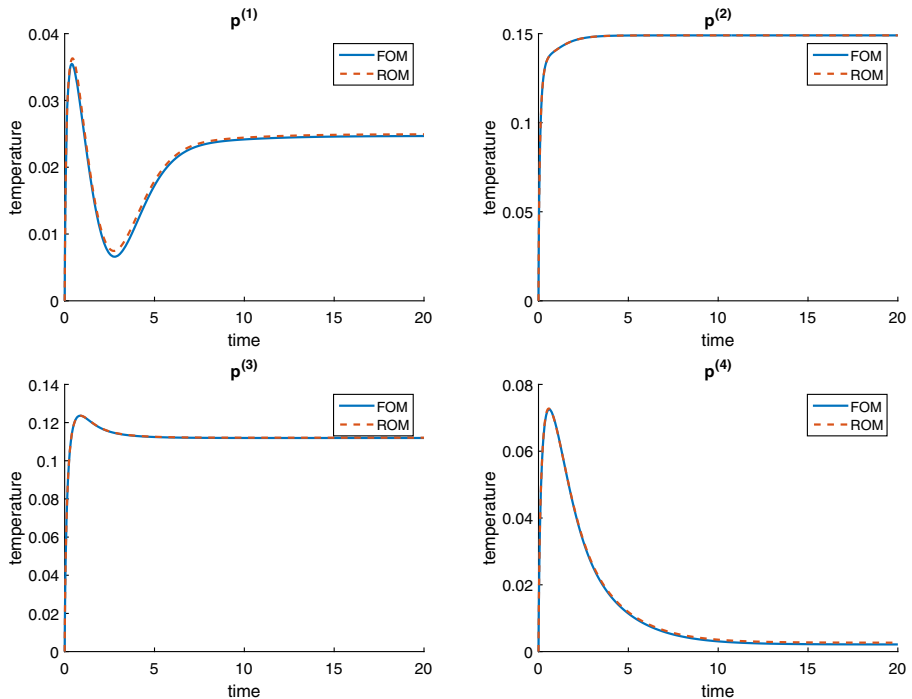 p(1)
0.04
0.03
0.02
0.01
0
temperature
FOM
ROM
0 5 10 15 20
time
p(2)
0.15
0.1
0.05
0
temperature
FOM
ROM
0 5 10 15 20
time
p(3)
0.14
0.12
0.1
0.08
0.06
0.04
0.02
0
temperature
FOM
ROM
0 5 10 15 20
time
p(4)
0.08
0.06
0.04
0.02
0
temperature
FOM
ROM
0 5 10 15 20
time